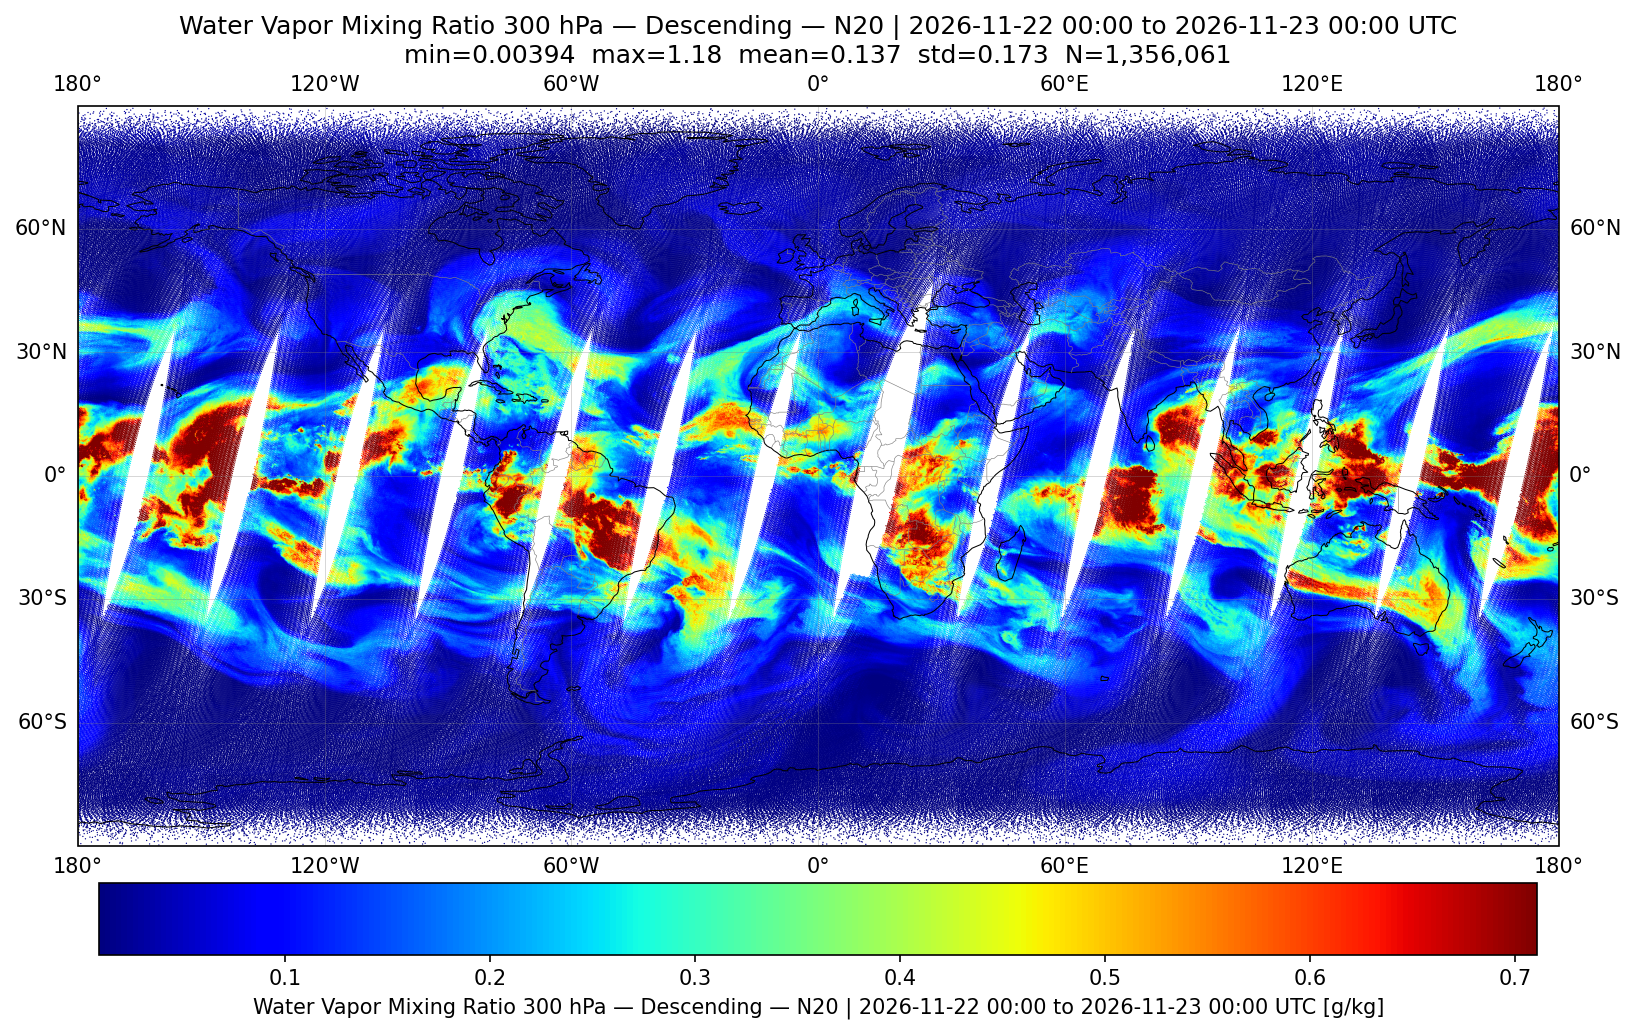 Water Vapor Mixing Ratio 300 hPa — Descending — N20 | 2026-11-22 00:00 to 2026-11-23 00:00 UTC
min=0.00394 max=1.18 mean=0.137 std=0.173 N=1,356,061
180° 120°W 60°W 0° 60°E 120°E 180°
60°N 60°N
30°N 30°N
0° 0°
30°S 30°S
60°S 60°S
180° 120°W 60°W 0° 60°E 120°E 180°
0.1 0.2 0.3 0.4 0.5 0.6 0.7
Water Vapor Mixing Ratio 300 hPa — Descending — N20 | 2026-11-22 00:00 to 2026-11-23 00:00 UTC [g/kg]